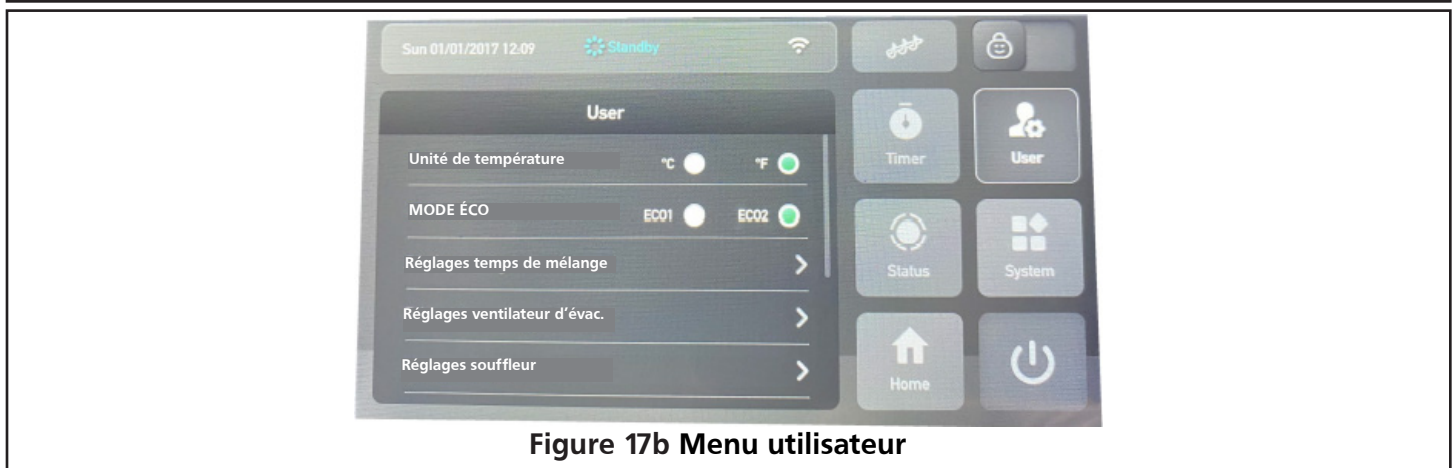 Sun 01/01/2017 12:09 Standby
User
Unité de température °C °F
MODE ÉCO ECO1 ECO2
Réglages temps de mélange
Réglages ventilateur d’évac.
Réglages souffleur
Timer
User
Status
System
Home
Figure 17b Menu utilisateur